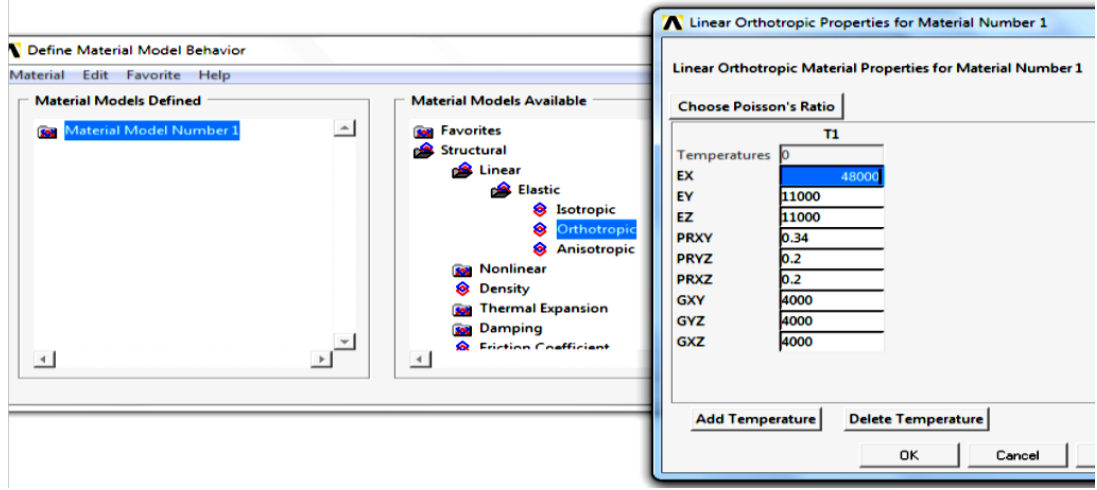 Define Material Model Behavior
Material Edit Favorite Help
Material Models Defined
Material Model Number 1
Material Models Available
Favorites
Structural
Linear
Elastic
Isotropic
Orthotropic
Anisotropic
Nonlinear
Density
Thermal Expansion
Damping
Friction Coefficient
Linear Orthotropic Properties for Material Number 1
Linear Orthotropic Material Properties for Material Number 1
Choose Poisson's Ratio
T1
Temperatures 0
EX 48000
EY 11000
EZ 11000
PRXY 0.34
PRYZ 0.2
PRXZ 0.2
GXY 4000
GYZ 4000
GXZ 4000
Add Temperature Delete Temperature
OK Cancel